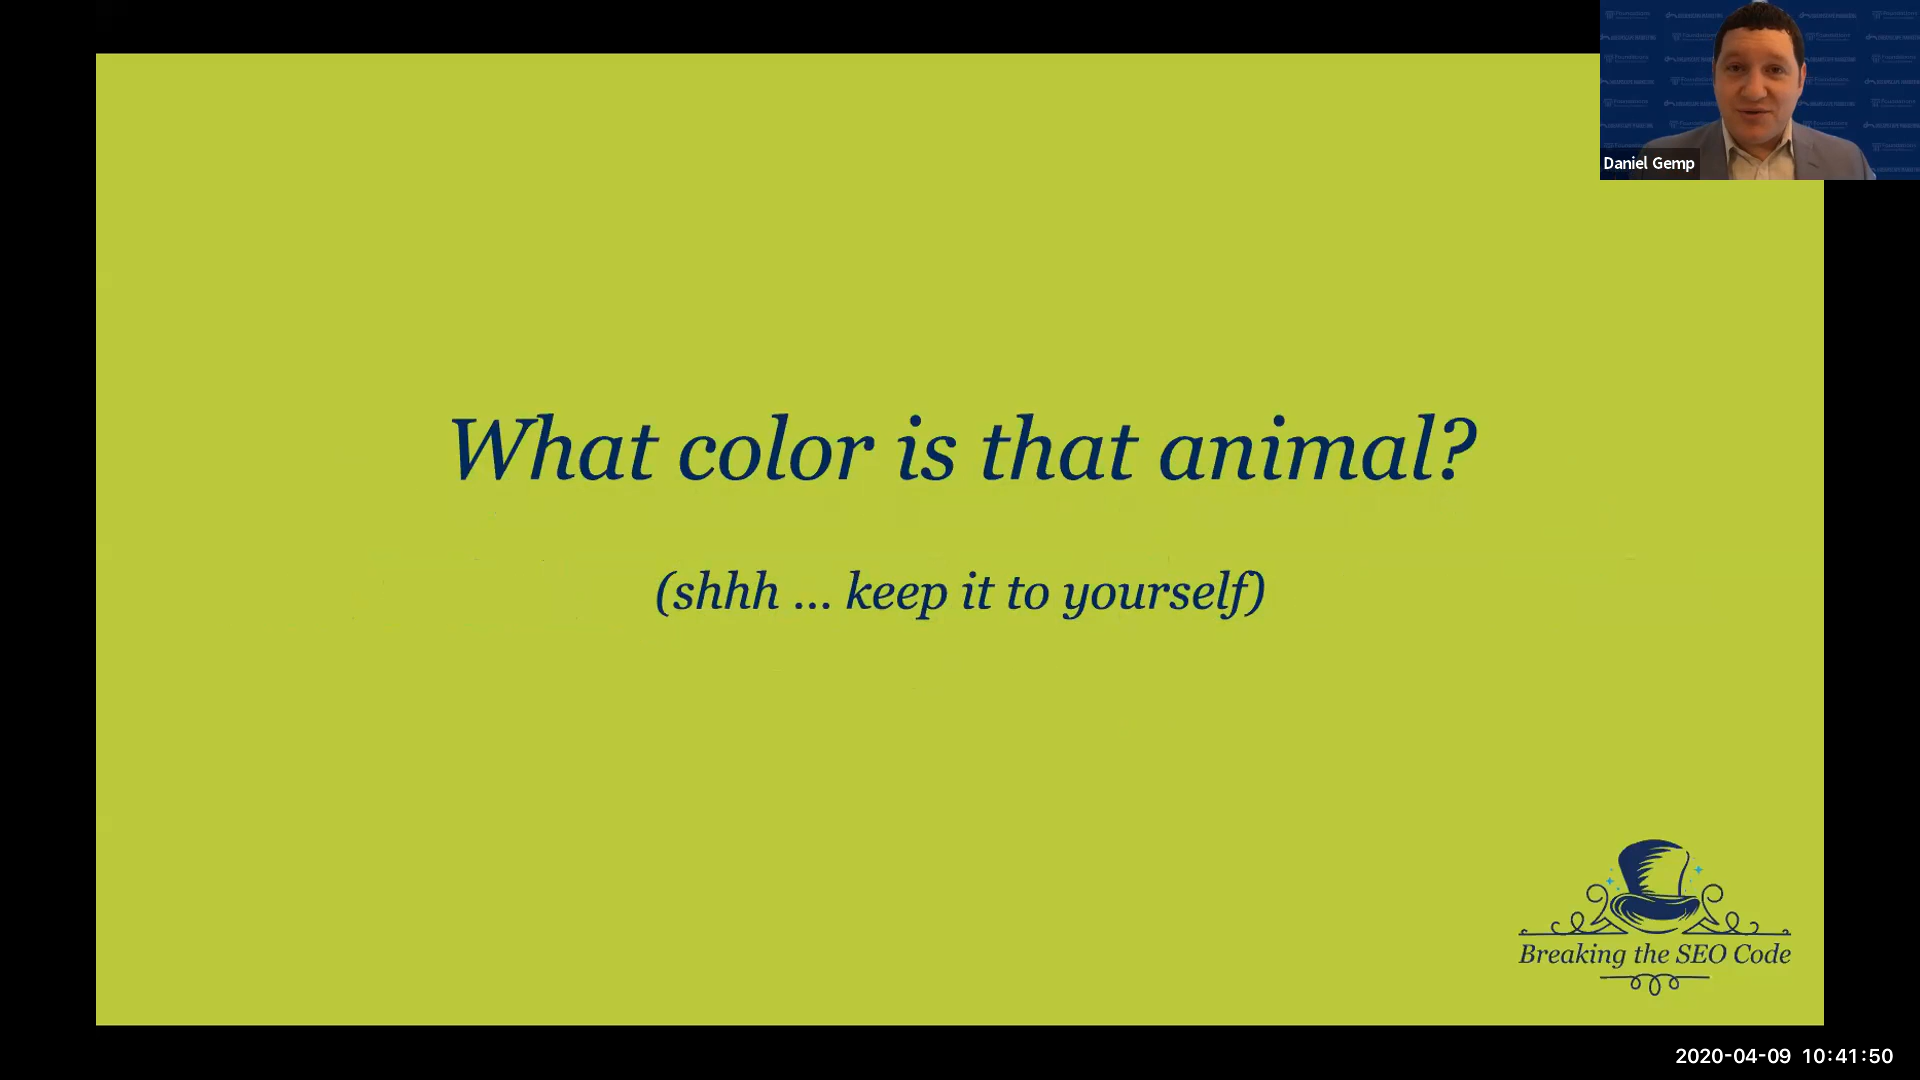 Daniel Gemp
What color is that animal?
(shhh ... keep it to yourself)
Breaking the SEO Code
2020-04-09 10:41:50